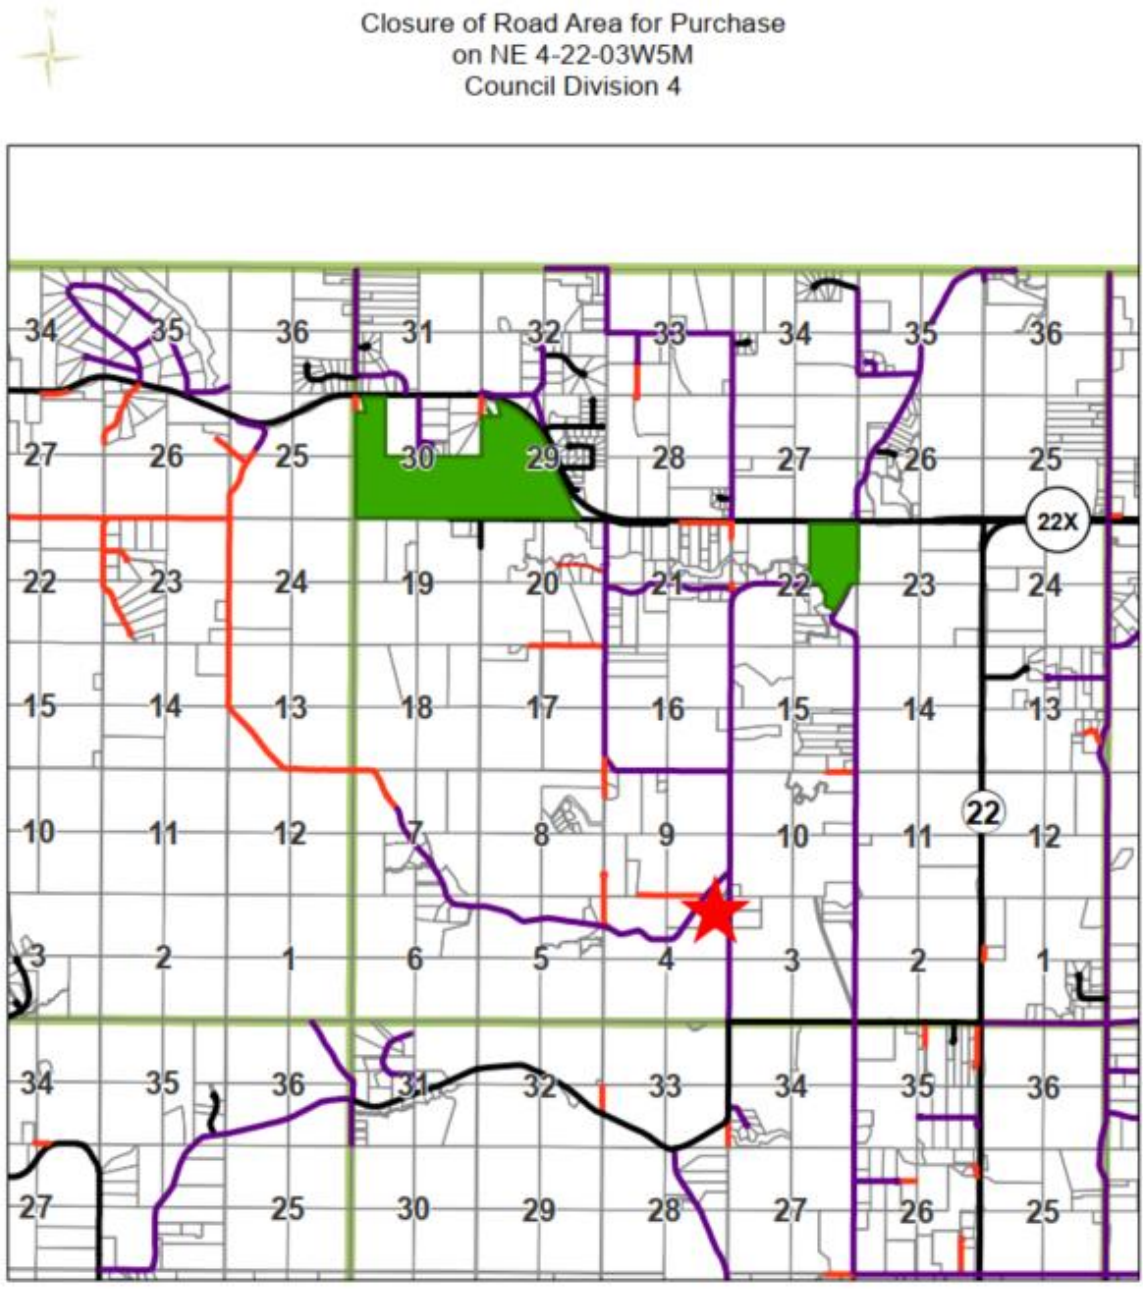 N
Closure of Road Area for Purchase
on NE 4-22-03W5M
Council Division 4
34 35 36 31 32 33 34 35 36
27 26 25 30 29 28 27 26 25
22X
22 23 24 19 20 21 22 23 24
15 14 13 18 17 16 15 14 13
22
10 11 12 7 8 9 10 11 12
3 2 1 6 5 4 3 2 1
34 35 36 31 32 33 34 35 36
27 25 30 29 28 27 26 25